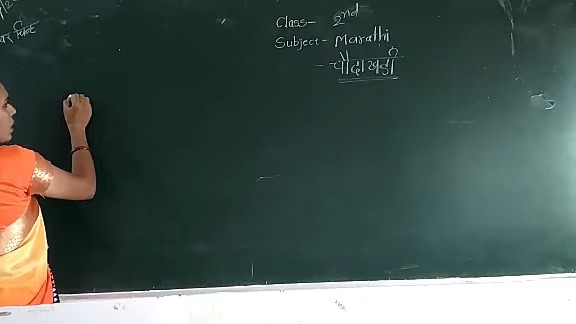 Class- 2nd
Subject- Marathi
- चौदाखडी